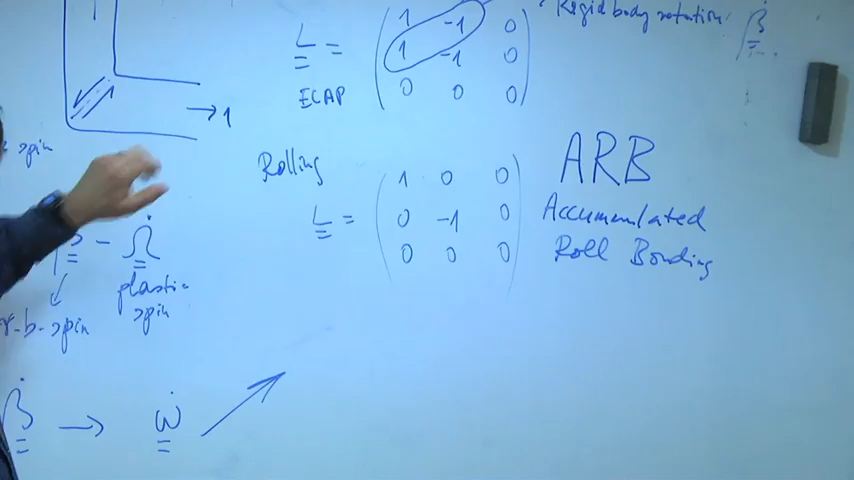 Rigid body rotation
β̇
L =
1 -1 0
1 -1 0
0 0 0
ECAP
→ 1
spin
Rolling
L =
1 0 0
0 -1 0
0 0 0
ARB
Accumulated
Roll Bonding
- Ω̇
plastic
spin
r-b-spin
β̇ → ω̇